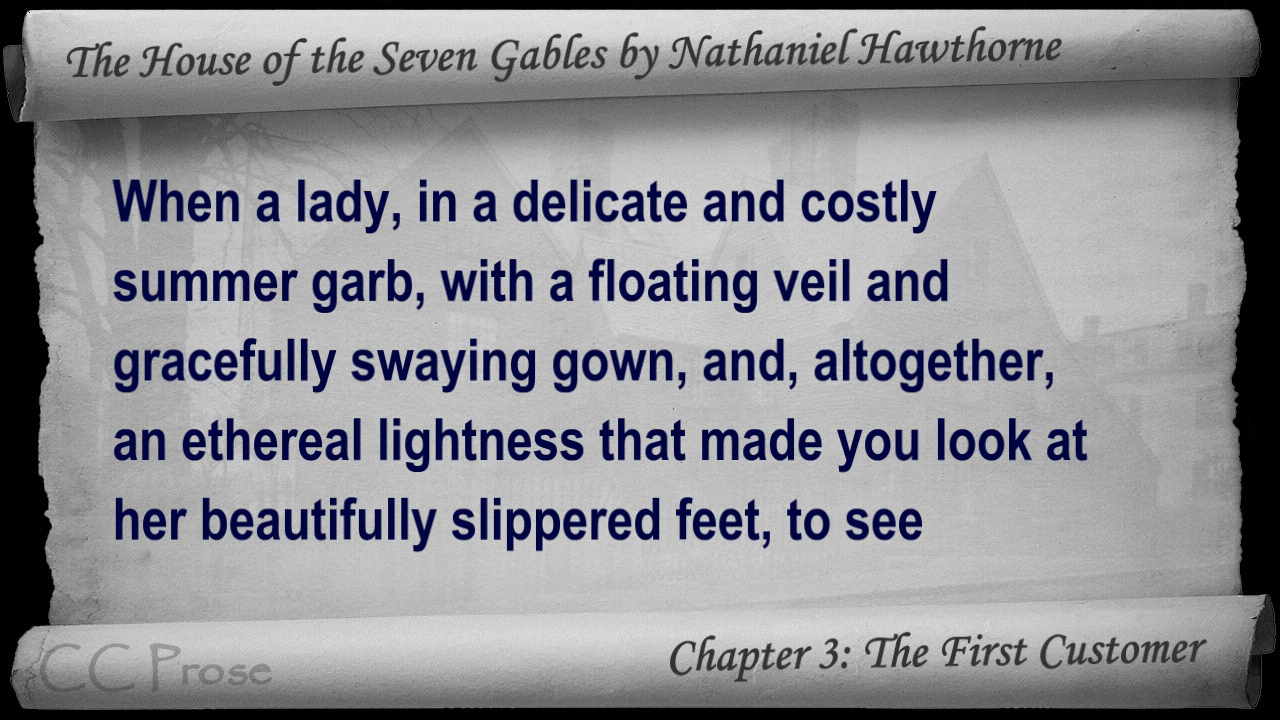 The House of the Seven Gables by Nathaniel Hawthorne
When a lady, in a delicate and costly
summer garb, with a floating veil and
gracefully swaying gown, and, altogether,
an ethereal lightness that made you look at
her beautifully slippered feet, to see
CC Prose
Chapter 3: The First Customer